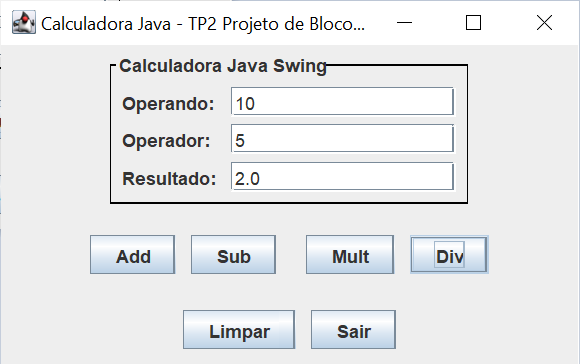 Calculadora Java - TP2 Projeto de Bloco...
Calculadora Java Swing
Operando: 10
Operador: 5
Resultado: 2.0
Add Sub Mult Div
Limpar Sair